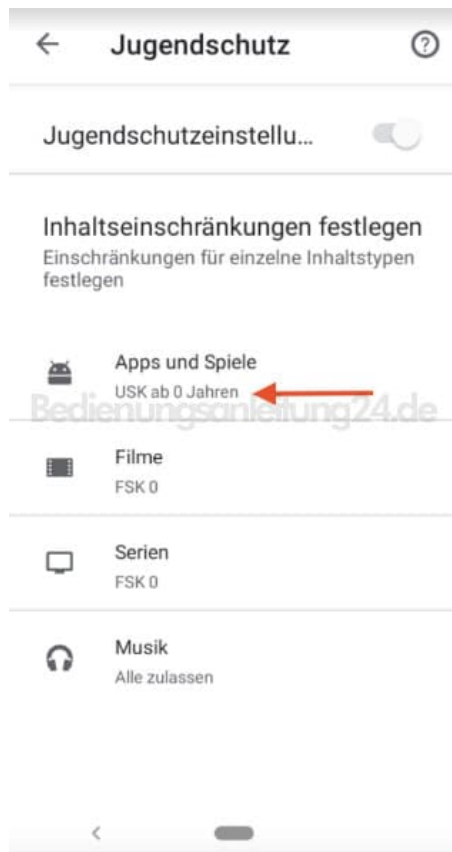 Jugendschutz
Jugendschutzeinstellu...
Inhaltseinschränkungen festlegen
Einschränkungen für einzelne Inhaltstypen
festlegen
Apps und Spiele
USK ab 0 Jahren
Bedienungsanleitung24.de
Filme
FSK 0
Serien
FSK 0
Musik
Alle zulassen